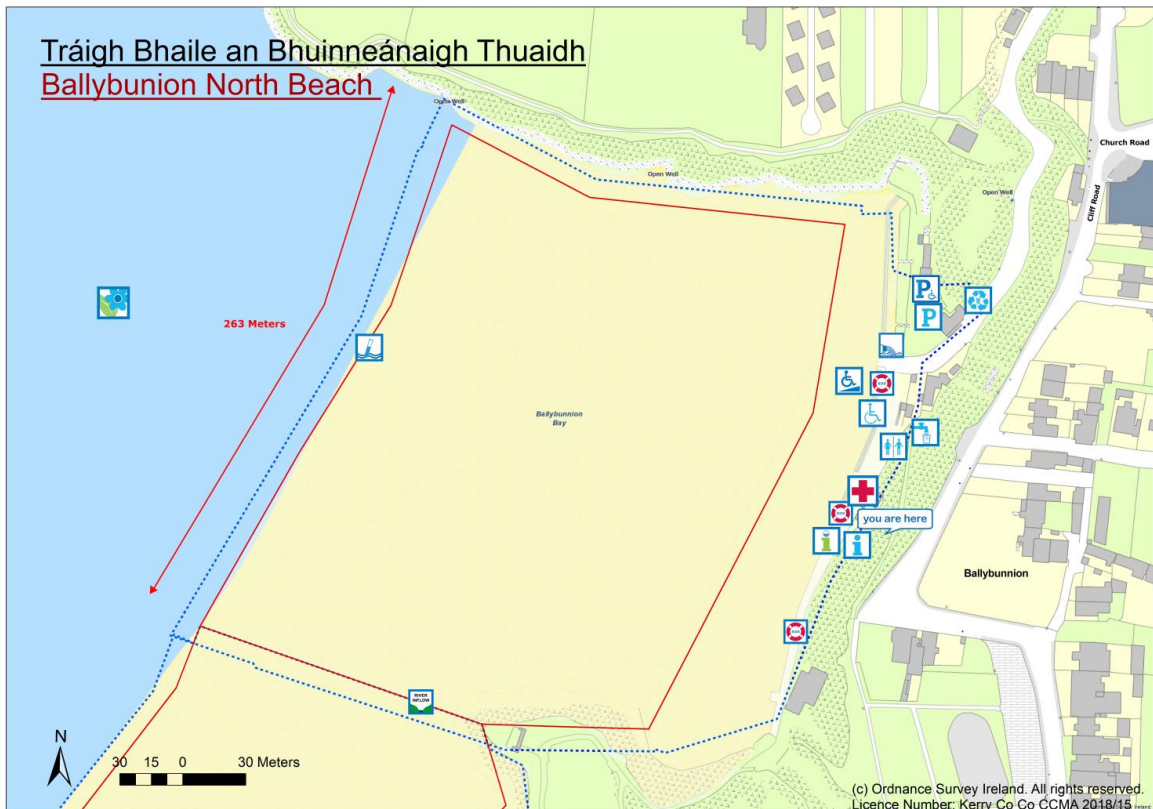 Tráigh Bhaile an Bhuinneánaigh Thuaidh
Ballybunion North Beach
Open Well
Church Road
Open Well
Open Well
Cliff Road
263 Meters
P
P
Ballybunnion
Bay
you are here
i
i
Ballybunnion
RIVER
INFLOW
N
30 15 0 30 Meters
(c) Ordnance Survey Ireland. All rights reserved.
Licence Number: Kerry Co Co CCMA 2018/15